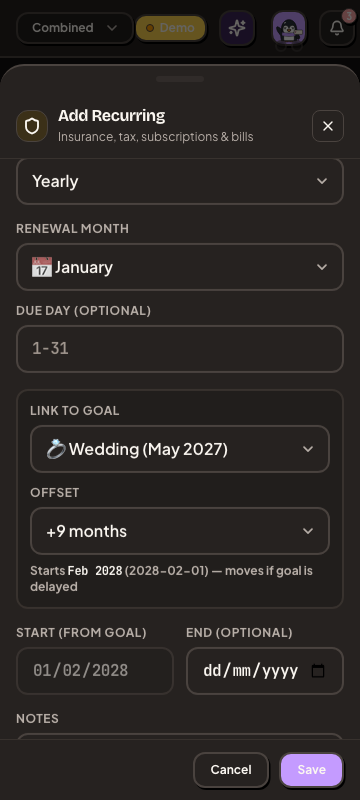 Combined
Demo
3
Add Recurring
Insurance, tax, subscriptions & bills
Yearly
RENEWAL MONTH
17 January
DUE DAY (OPTIONAL)
1-31
LINK TO GOAL
Wedding (May 2027)
OFFSET
+9 months
Starts Feb 2028 (2028-02-01) — moves if goal is
delayed
START (FROM GOAL)
END (OPTIONAL)
01/02/2028
dd/mm/yyyy
NOTES
Cancel
Save